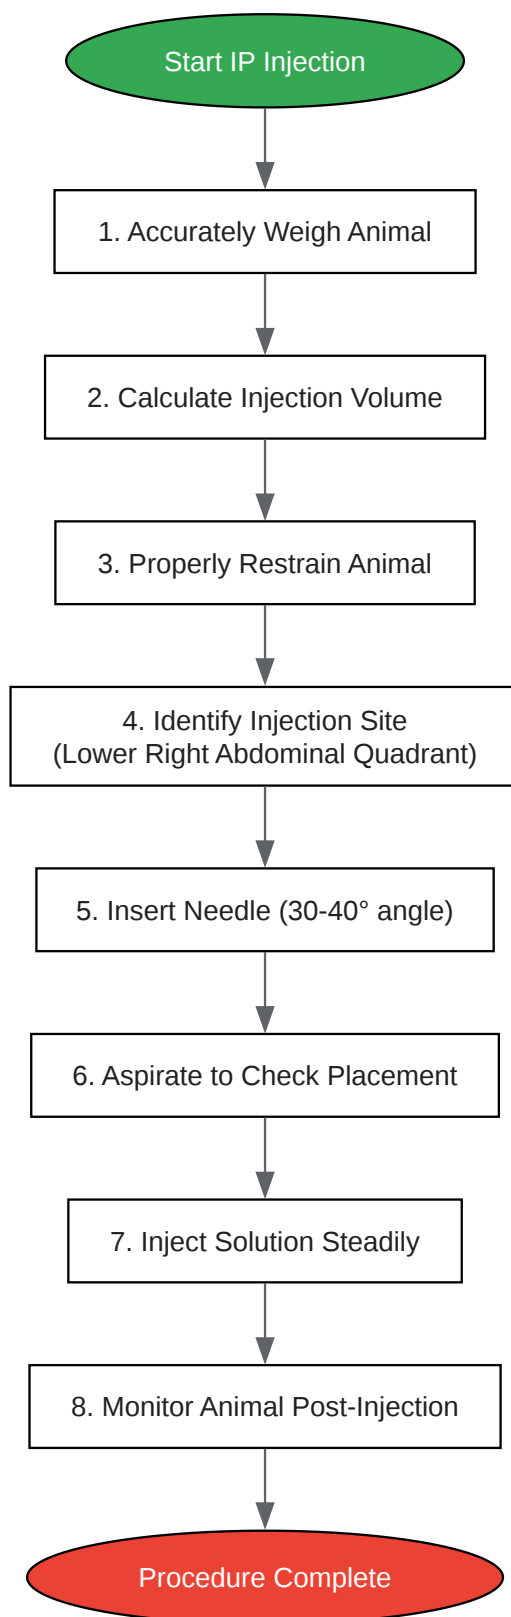 Start IP Injection
1. Accurately Weigh Animal
2. Calculate Injection Volume
3. Properly Restrain Animal
4. Identify Injection Site
(Lower Right Abdominal Quadrant)
5. Insert Needle (30-40° angle)
6. Aspirate to Check Placement
7. Inject Solution Steadily
8. Monitor Animal Post-Injection
Procedure Complete